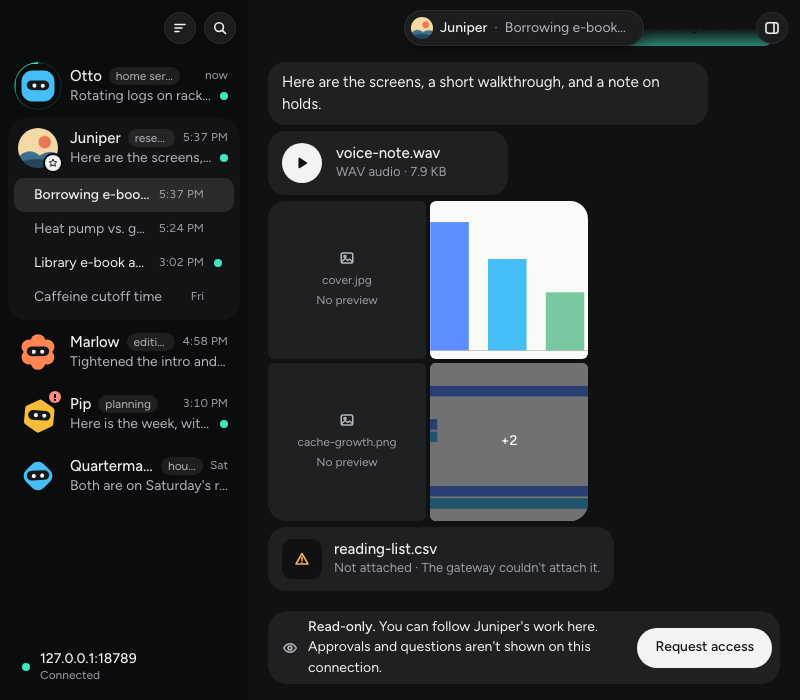 Otto home ser... now
Rotating logs on rack...
Juniper rese... 5:37 PM
Here are the screens,...
Borrowing e-boo... 5:37 PM
Heat pump vs. g... 5:24 PM
Library e-book a... 3:02 PM
Caffeine cutoff time Fri
Marlow editi... 4:58 PM
Tightened the intro and...
Pip planning 3:10 PM
Here is the week, wit...
Quarterma... hou... Sat
Both are on Saturday's r...
127.0.0.1:18789
Connected
Juniper · Borrowing e-book...
Here are the screens, a short walkthrough, and a note on
holds.
voice-note.wav
WAV audio · 7.9 KB
cover.jpg
No preview
cache-growth.png
No preview
+2
reading-list.csv
Not attached · The gateway couldn't attach it.
Read-only. You can follow Juniper's work here.
Approvals and questions aren't shown on this
connection.
Request access